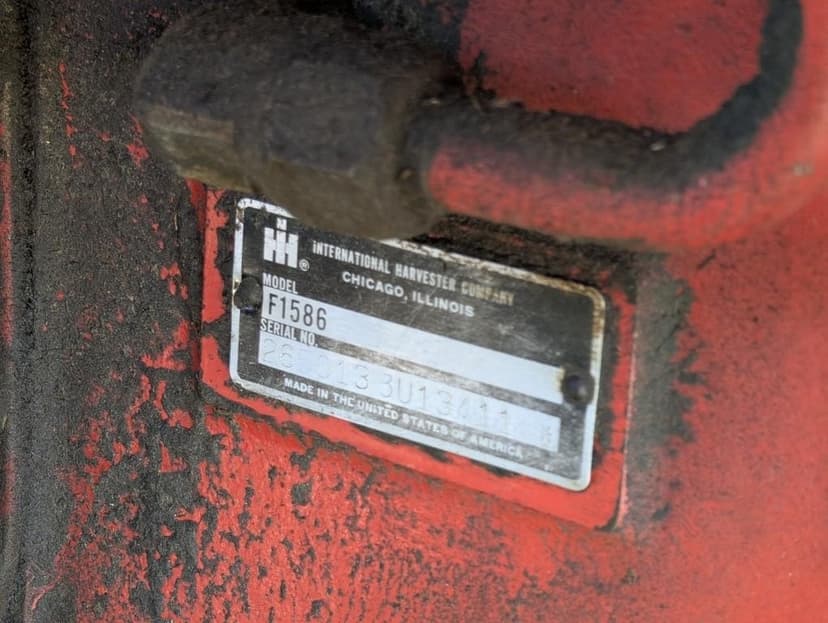 IH ®
INTERNATIONAL HARVESTER COMPANY
CHICAGO, ILLINOIS
MODEL
F1586
SERIAL NO.
MADE IN THE UNITED STATES OF AMERICA